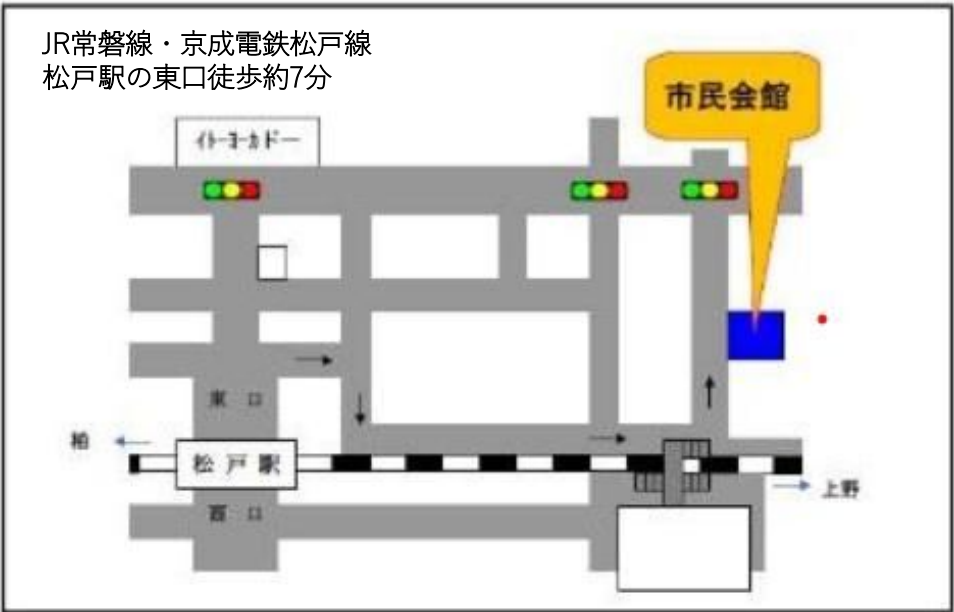 JR常磐線・京成電鉄松戸線
松戸駅の東口徒歩約7分
市民会館
ｲﾄｰﾖｰｶドー
東　口
柏
松戸駅
上野
西　口